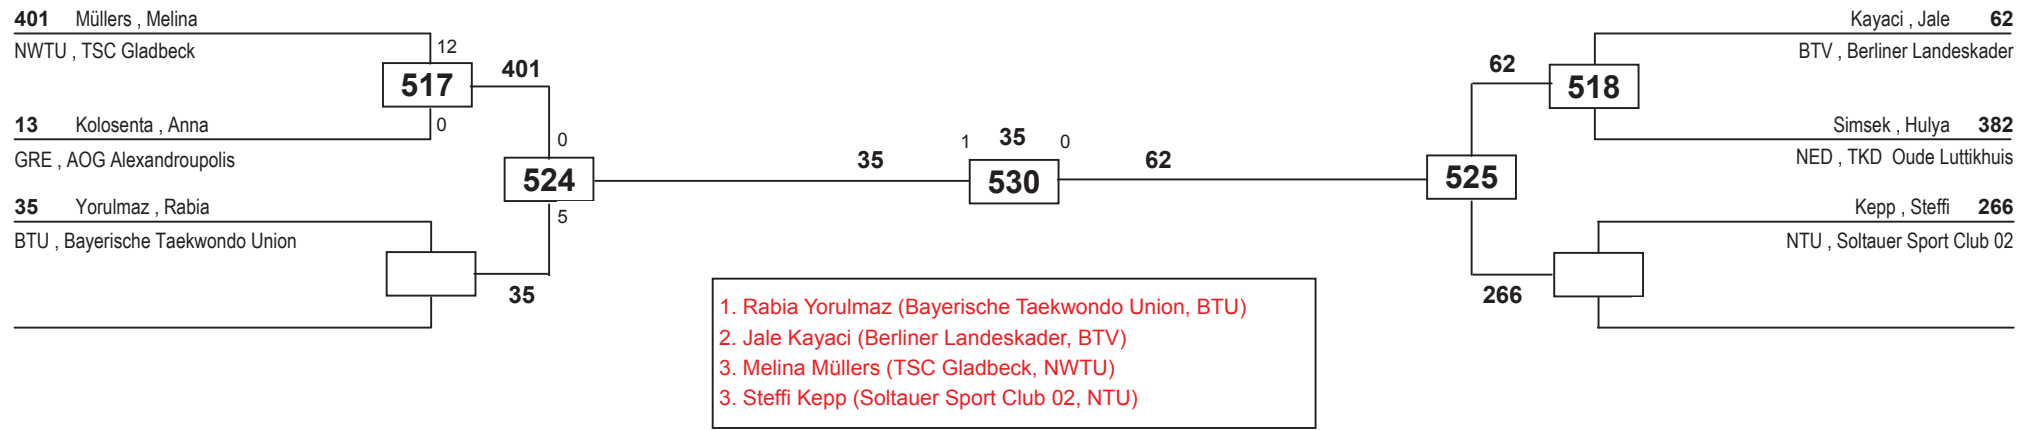 401 Müllers , Melina
NWTU , TSC Gladbeck
12
517
401
0
13 Kolosenta , Anna
GRE , AOG Alexandroupolis
0
524
5
35 Yorulmaz , Rabia
BTU , Bayerische Taekwondo Union
35
35
1 35 0
530
62
Kayaci , Jale 62
BTV , Berliner Landeskader
62
518
Simsek , Hulya 382
NED , TKD Oude Luttikhuis
525
Kepp , Steffi 266
NTU , Soltauer Sport Club 02
266
1. Rabia Yorulmaz (Bayerische Taekwondo Union, BTU)
2. Jale Kayaci (Berliner Landeskader, BTV)
3. Melina Müllers (TSC Gladbeck, NWTU)
3. Steffi Kepp (Soltauer Sport Club 02, NTU)